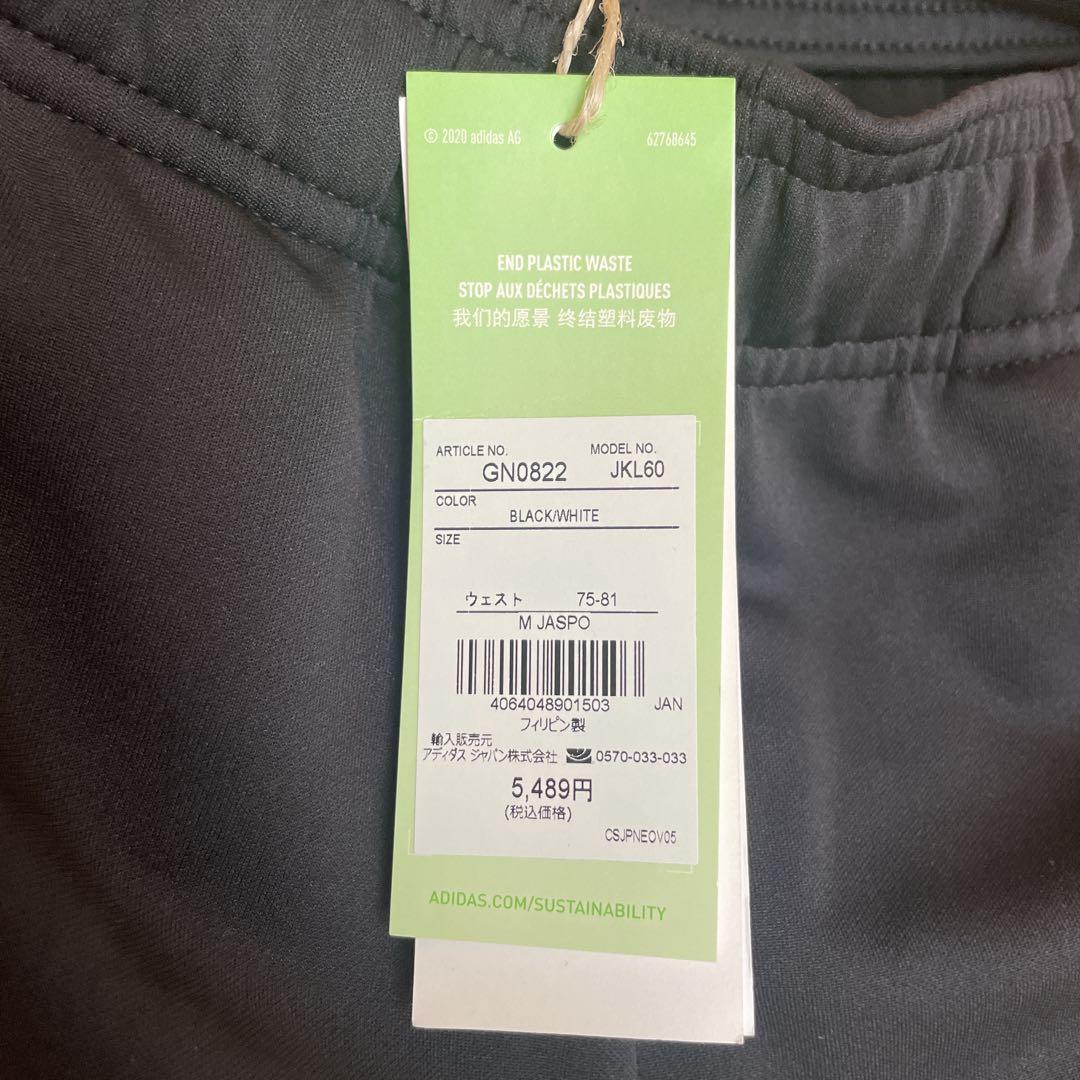 © 2020 adidas AG 62768645
END PLASTIC WASTE
STOP AUX DÉCHETS PLASTIQUES
我们的愿景 终结塑料废物
ARTICLE NO. MODEL NO.
GN0822 JKL60
COLOR
BLACK/WHITE
SIZE
ウェスト 75-81
M JASPO
4064048901503 JAN
フィリピン製
輸入販売元
アディダス ジャパン株式会社 0570-033-033
5,489円
(税込価格)
CSJPNEOV05
ADIDAS.COM/SUSTAINABILITY